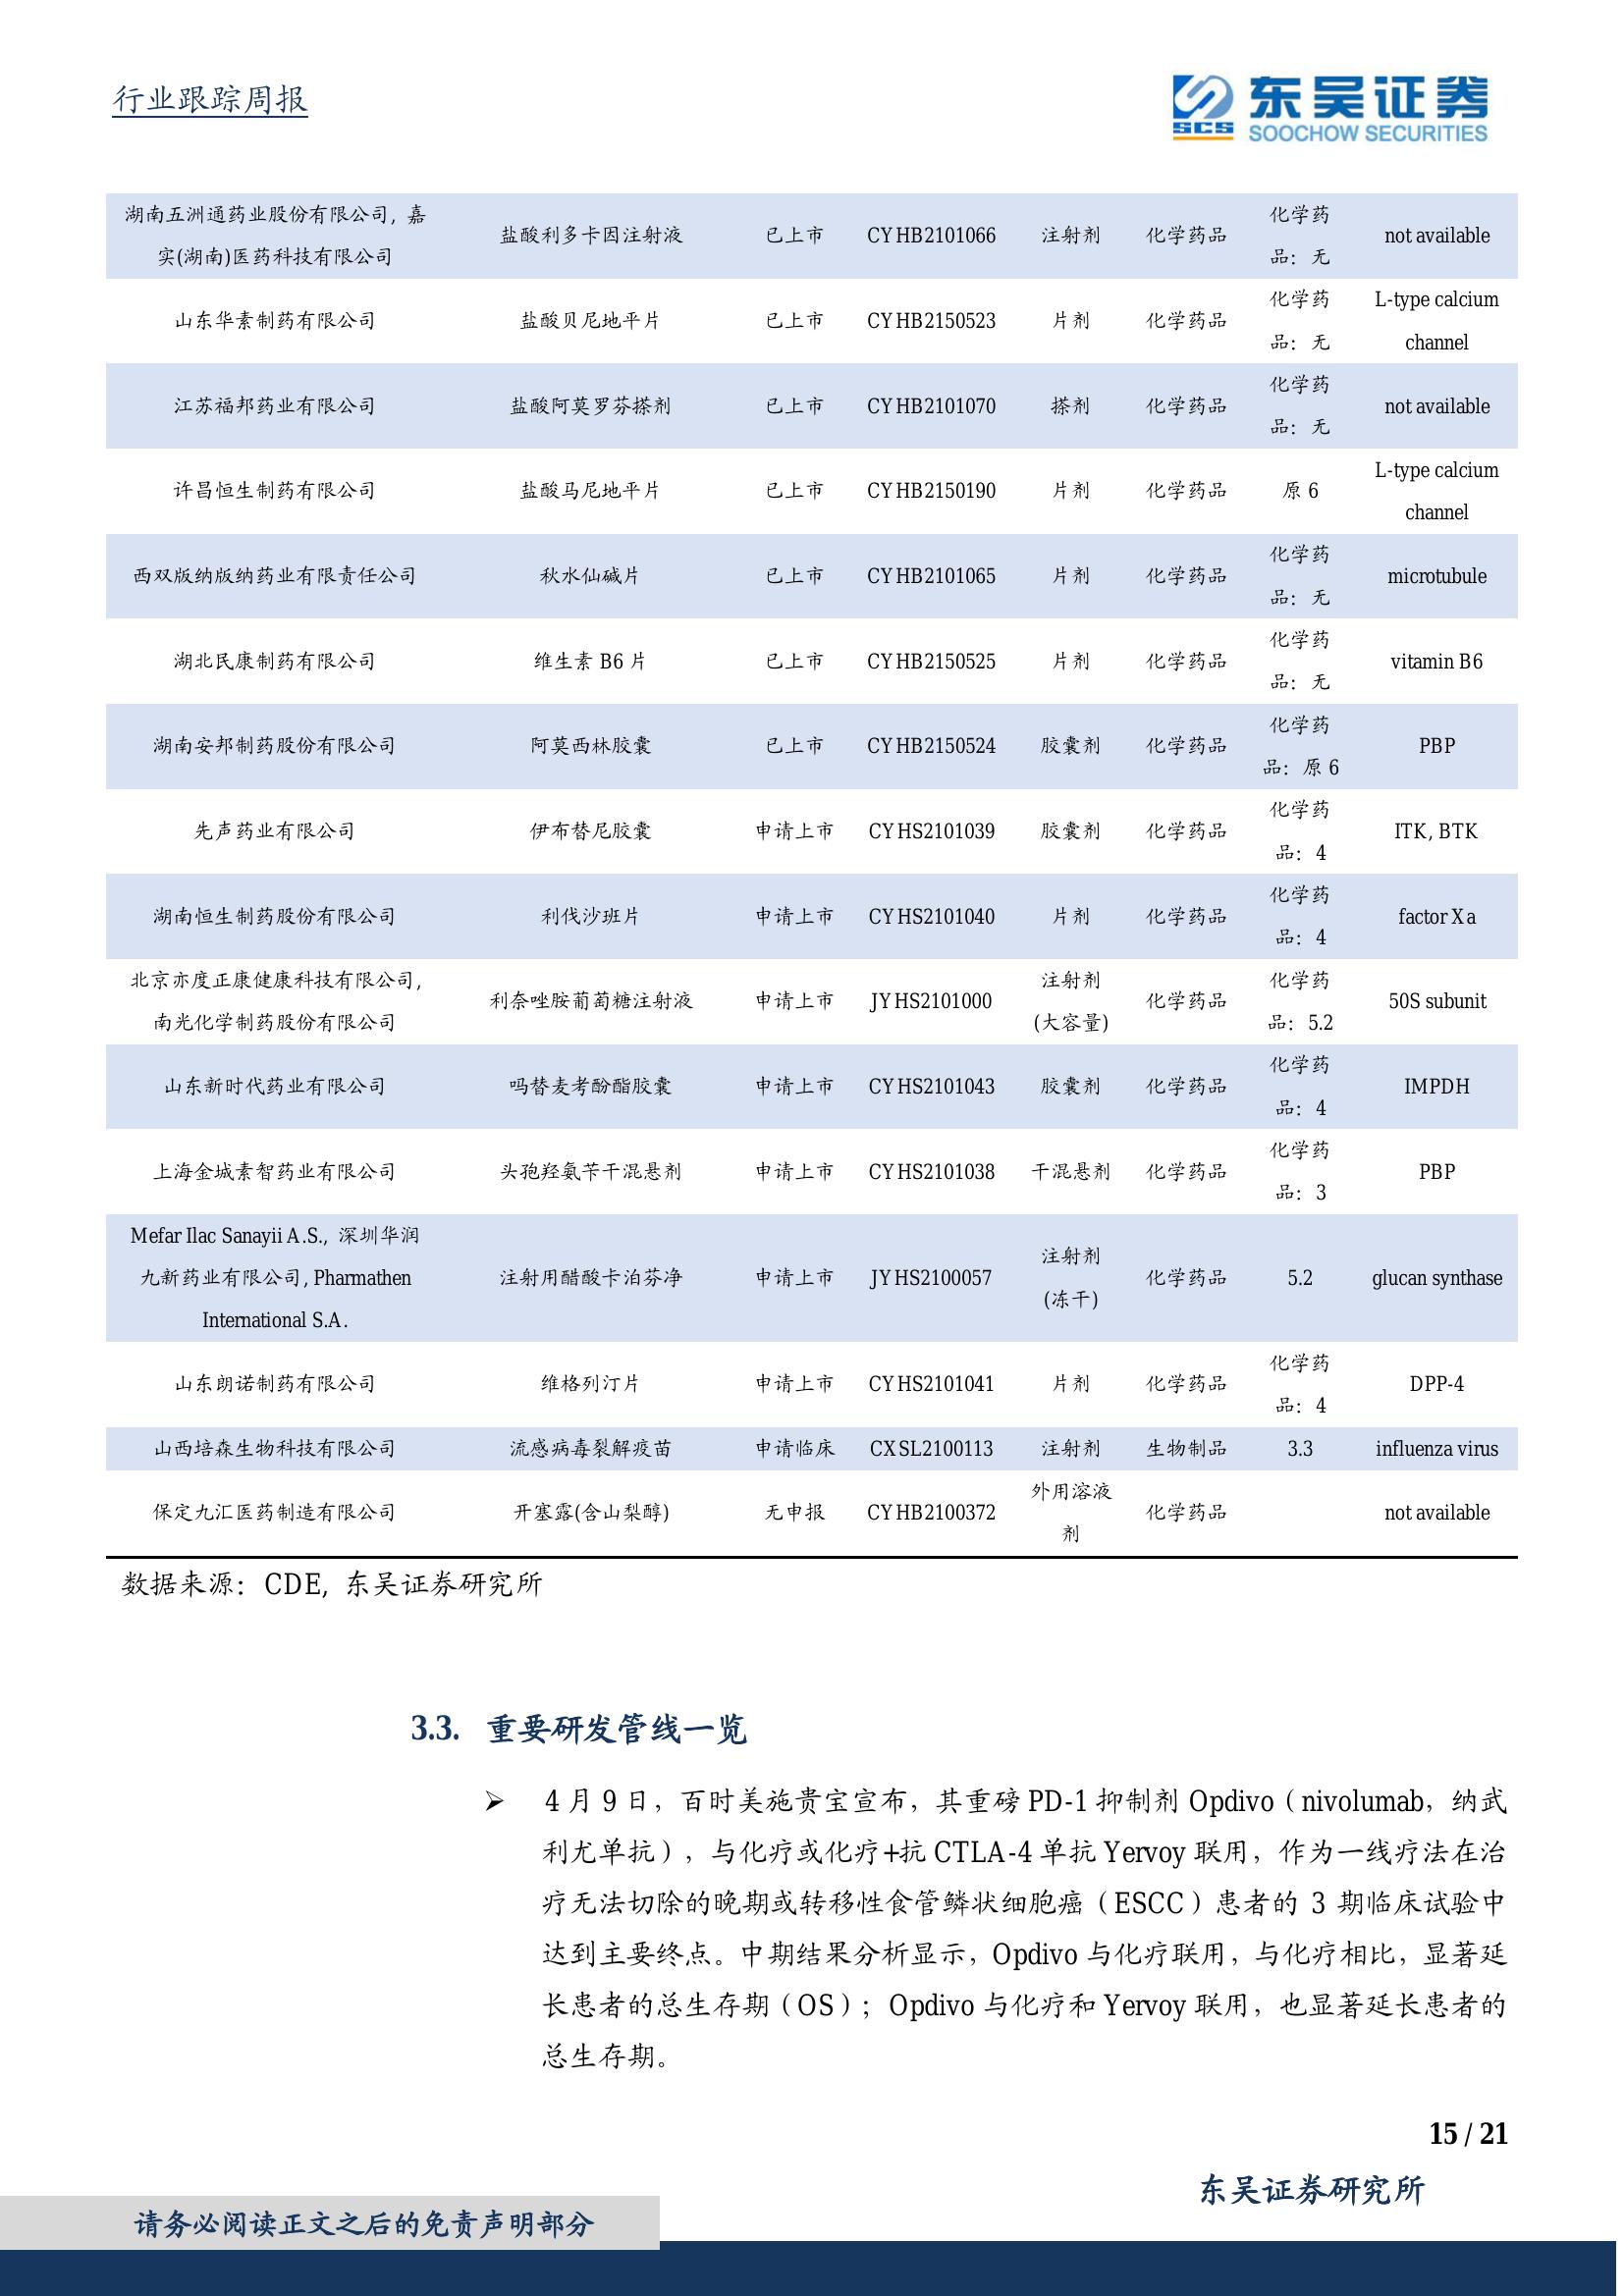 行业跟踪周报
东吴证券
SCS
SOOCHOW SECURITIES
湖南五洲通药业股份有限公司, 嘉
实(湖南)医药科技有限公司
盐酸利多卡因注射液
已上市
CYHB2101066
注射剂
化学药品
化学药
品：无
not available
山东华素制药有限公司
盐酸贝尼地平片
已上市
CYHB2150523
片剂
化学药品
化学药
品：无
L-type calcium
channel
江苏福邦药业有限公司
盐酸阿莫罗芬搽剂
已上市
CYHB2101070
搽剂
化学药品
化学药
品：无
not available
许昌恒生制药有限公司
盐酸马尼地平片
已上市
CYHB2150190
片剂
化学药品
原 6
L-type calcium
channel
西双版纳版纳药业有限责任公司
秋水仙碱片
已上市
CYHB2101065
片剂
化学药品
化学药
品：无
microtubule
湖北民康制药有限公司
维生素 B6 片
已上市
CYHB2150525
片剂
化学药品
化学药
品：无
vitamin B6
湖南安邦制药股份有限公司
阿莫西林胶囊
已上市
CYHB2150524
胶囊剂
化学药品
化学药
品：原 6
PBP
先声药业有限公司
伊布替尼胶囊
申请上市
CYHS2101039
胶囊剂
化学药品
化学药
品：4
ITK, BTK
湖南恒生制药股份有限公司
利伐沙班片
申请上市
CYHS2101040
片剂
化学药品
化学药
品：4
factor Xa
北京亦度正康健康科技有限公司,
南光化学制药股份有限公司
利奈唑胺葡萄糖注射液
申请上市
JYHS2101000
注射剂
(大容量)
化学药品
化学药
品：5.2
50S subunit
山东新时代药业有限公司
吗替麦考酚酯胶囊
申请上市
CYHS2101043
胶囊剂
化学药品
化学药
品：4
IMPDH
上海金城素智药业有限公司
头孢羟氨苄干混悬剂
申请上市
CYHS2101038
干混悬剂
化学药品
化学药
品：3
PBP
Mefar Ilac Sanayii A.S., 深圳华润
九新药业有限公司, Pharmathen
International S.A.
注射用醋酸卡泊芬净
申请上市
JYHS2100057
注射剂
(冻干)
化学药品
5.2
glucan synthase
山东朗诺制药有限公司
维格列汀片
申请上市
CYHS2101041
片剂
化学药品
化学药
品：4
DPP-4
山西培森生物科技有限公司
流感病毒裂解疫苗
申请临床
CXSL2100113
注射剂
生物制品
3.3
influenza virus
保定九汇医药制造有限公司
开塞露(含山梨醇)
无申报
CYHB2100372
外用溶液
剂
化学药品
not available
数据来源：CDE, 东吴证券研究所
3.3. 重要研发管线一览
➢ 4 月 9 日，百时美施贵宝宣布，其重磅 PD-1 抑制剂 Opdivo（nivolumab，纳武
利尤单抗），与化疗或化疗+抗 CTLA-4 单抗 Yervoy 联用，作为一线疗法在治
疗无法切除的晚期或转移性食管鳞状细胞癌（ESCC）患者的 3 期临床试验中
达到主要终点。中期结果分析显示，Opdivo 与化疗联用，与化疗相比，显著延
长患者的总生存期（OS）；Opdivo 与化疗和 Yervoy 联用，也显著延长患者的
总生存期。
15 / 21
东吴证券研究所
请务必阅读正文之后的免责声明部分